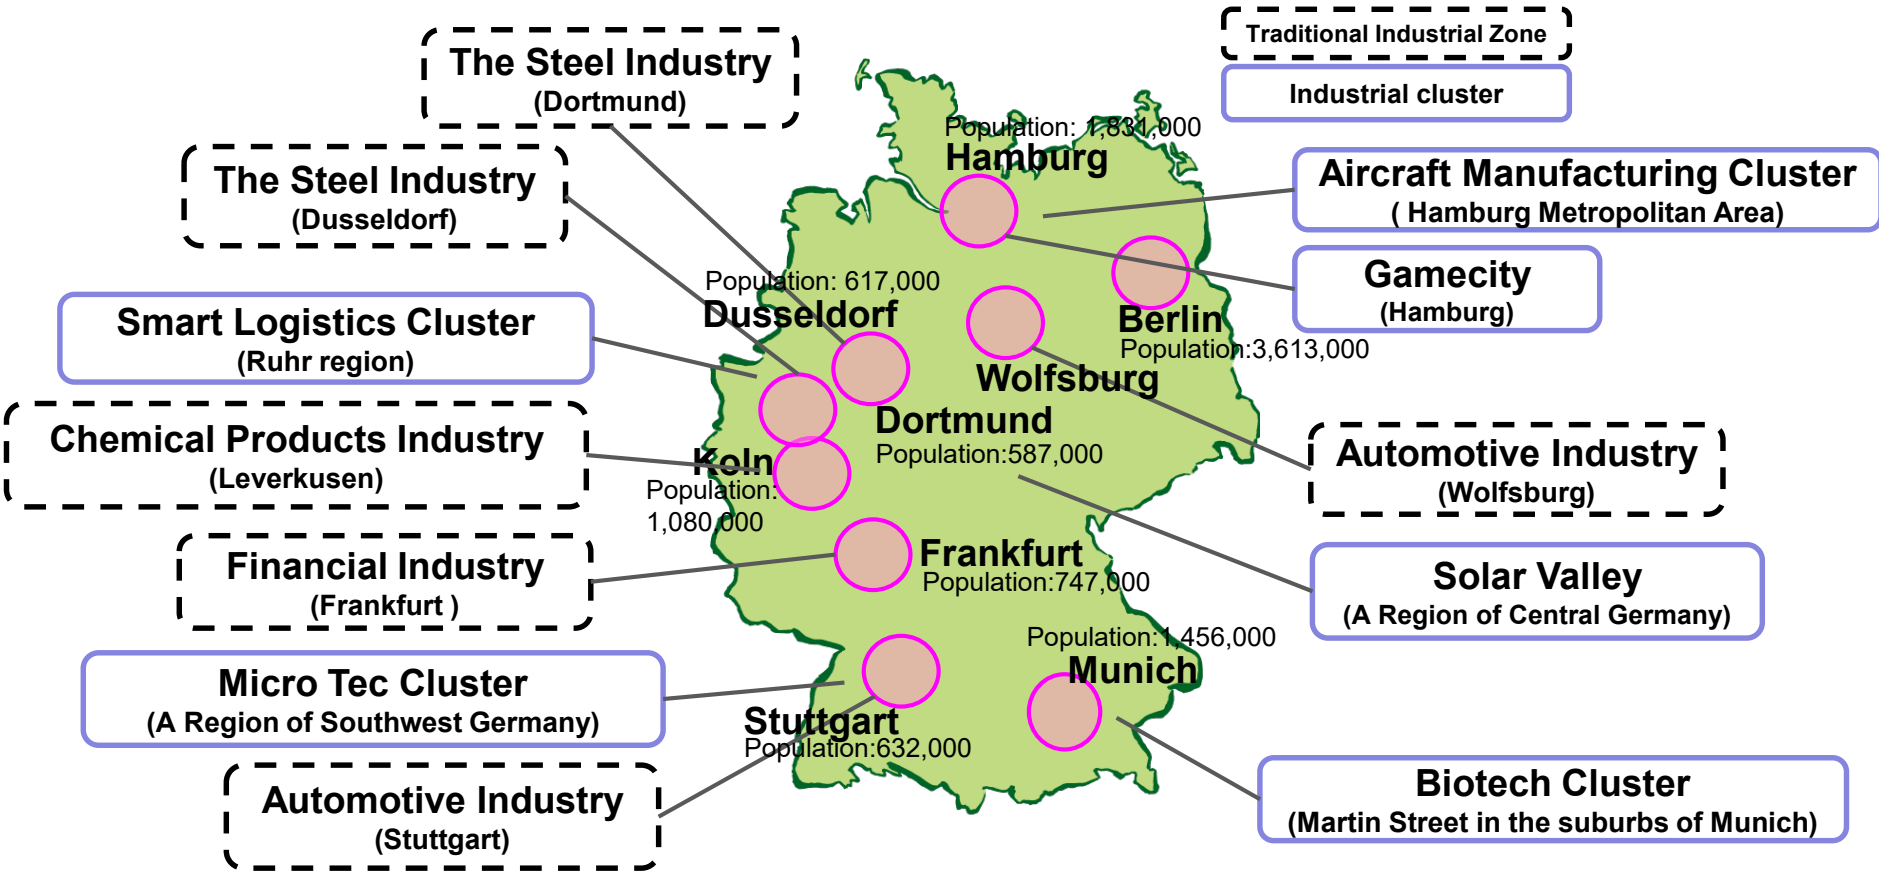 Traditional Industrial Zone
Industrial cluster
The Steel Industry
(Dortmund)
The Steel Industry
(Dusseldorf)
Smart Logistics Cluster
(Ruhr region)
Chemical Products Industry
(Leverkusen)
Financial Industry
(Frankfurt )
Micro Tec Cluster
(A Region of Southwest Germany)
Automotive Industry
(Stuttgart)
Population: 1,831,000
Hamburg
Population: 617,000
Dusseldorf
Berlin
Population:3,613,000
Wolfsburg
Dortmund
Population:587,000
Koln
Population:
1,080,000
Frankfurt
Population:747,000
Population:1,456,000
Munich
Stuttgart
Population:632,000
Aircraft Manufacturing Cluster
( Hamburg Metropolitan Area)
Gamecity
(Hamburg)
Automotive Industry
(Wolfsburg)
Solar Valley
(A Region of Central Germany)
Biotech Cluster
(Martin Street in the suburbs of Munich)